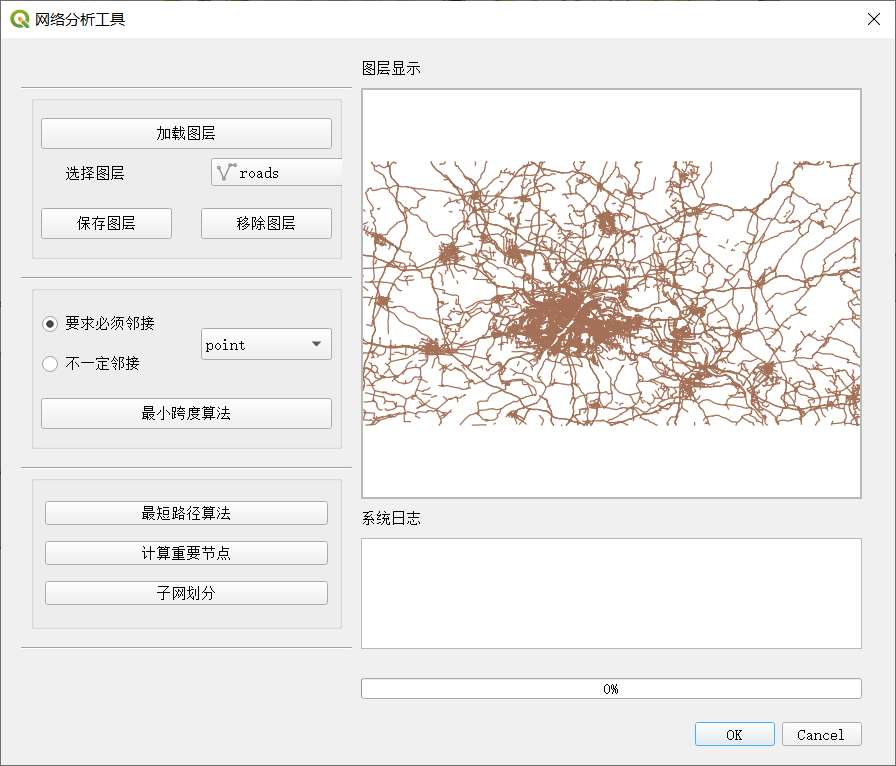 网络分析工具
图层显示
加载图层
选择图层
roads
保存图层
移除图层
要求必须邻接
point
不一定邻接
最小跨度算法
最短路径算法
计算重要节点
子网划分
系统日志
0%
OK
Cancel